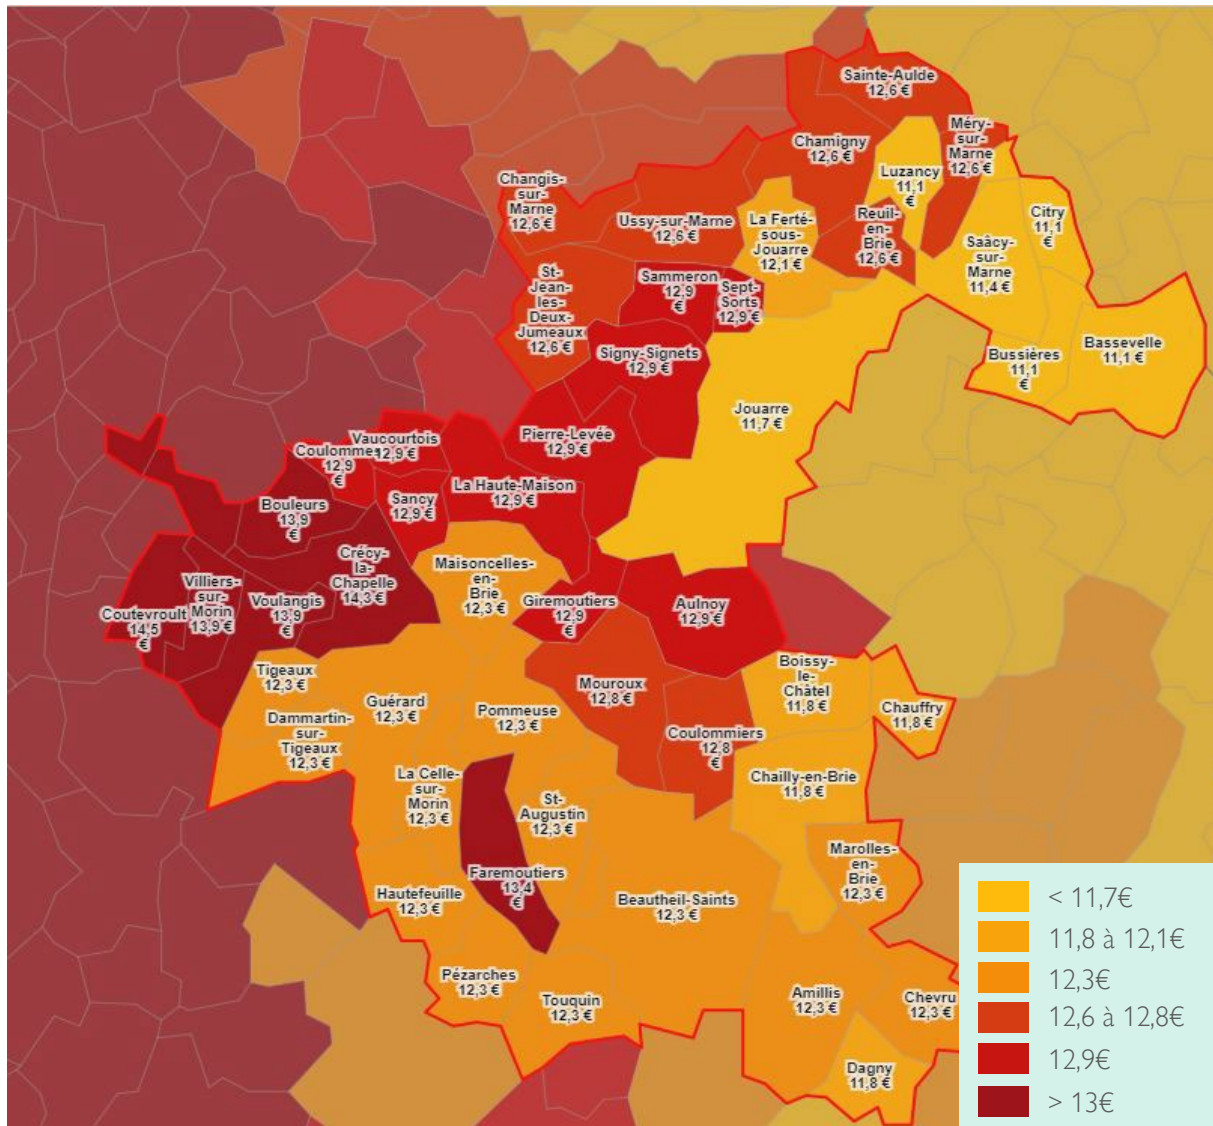 Sainte-Aulde
12,6 €
Méry-
sur-
Marne
12,6 €
Chamigny
12,6 €
Luzancy
11,1
€
Changis-
sur-
Marne
12,6 €
Ussy-sur-Marne
12,6 €
La Ferté-
sous-
Jouarre
12,1 €
Reuil-
en-
Brie
12,6 €
Citry
11,1
€
Saâcy-
sur-
Marne
11,4 €
St-
Jean-
les-
Deux-
Jumeaux
12,6 €
Sammeron
12,9
€
Sept-
Sorts
12,9 €
Signy-Signets
12,9 €
Bussières
11,1
€
Bassevelle
11,1 €
Jouarre
11,7 €
Pierre-Levée
12,9 €
Vaucourtois
12,9 €
Coulommes
12,9
€
La Haute-Maison
12,9 €
Sancy
12,9 €
Bouleurs
13,9
€
Crécy-
la-
Chapelle
14,3 €
Maisoncelles-
en-
Brie
12,3 €
Villiers-
sur-
Morin
13,9 €
Voulangis
13,9
€
Coutevroult
14,5
€
Giremoutiers
12,9
€
Aulnoy
12,9 €
Tigeaux
12,3 €
Guérard
12,3 €
Pommeuse
12,3 €
Mouroux
12,8 €
Boissy-
le-
Châtel
11,8 €
Chauffry
11,8 €
Dammartin-
sur-
Tigeaux
12,3 €
Coulommiers
12,8
€
La Celle-
sur-
Morin
12,3 €
St-
Augustin
12,3 €
Chailly-en-Brie
11,8 €
Faremoutiers
13,4
€
Marolles-
en-
Brie
12,3 €
Hautefeuille
12,3 €
Beautheil-Saints
12,3 €
Pézarches
12,3 €
Touquin
12,3 €
Amillis
12,3 €
Chevru
12,3 €
Dagny
11,8 €
< 11,7€
11,8 à 12,1€
12,3€
12,6 à 12,8€
12,9€
> 13€